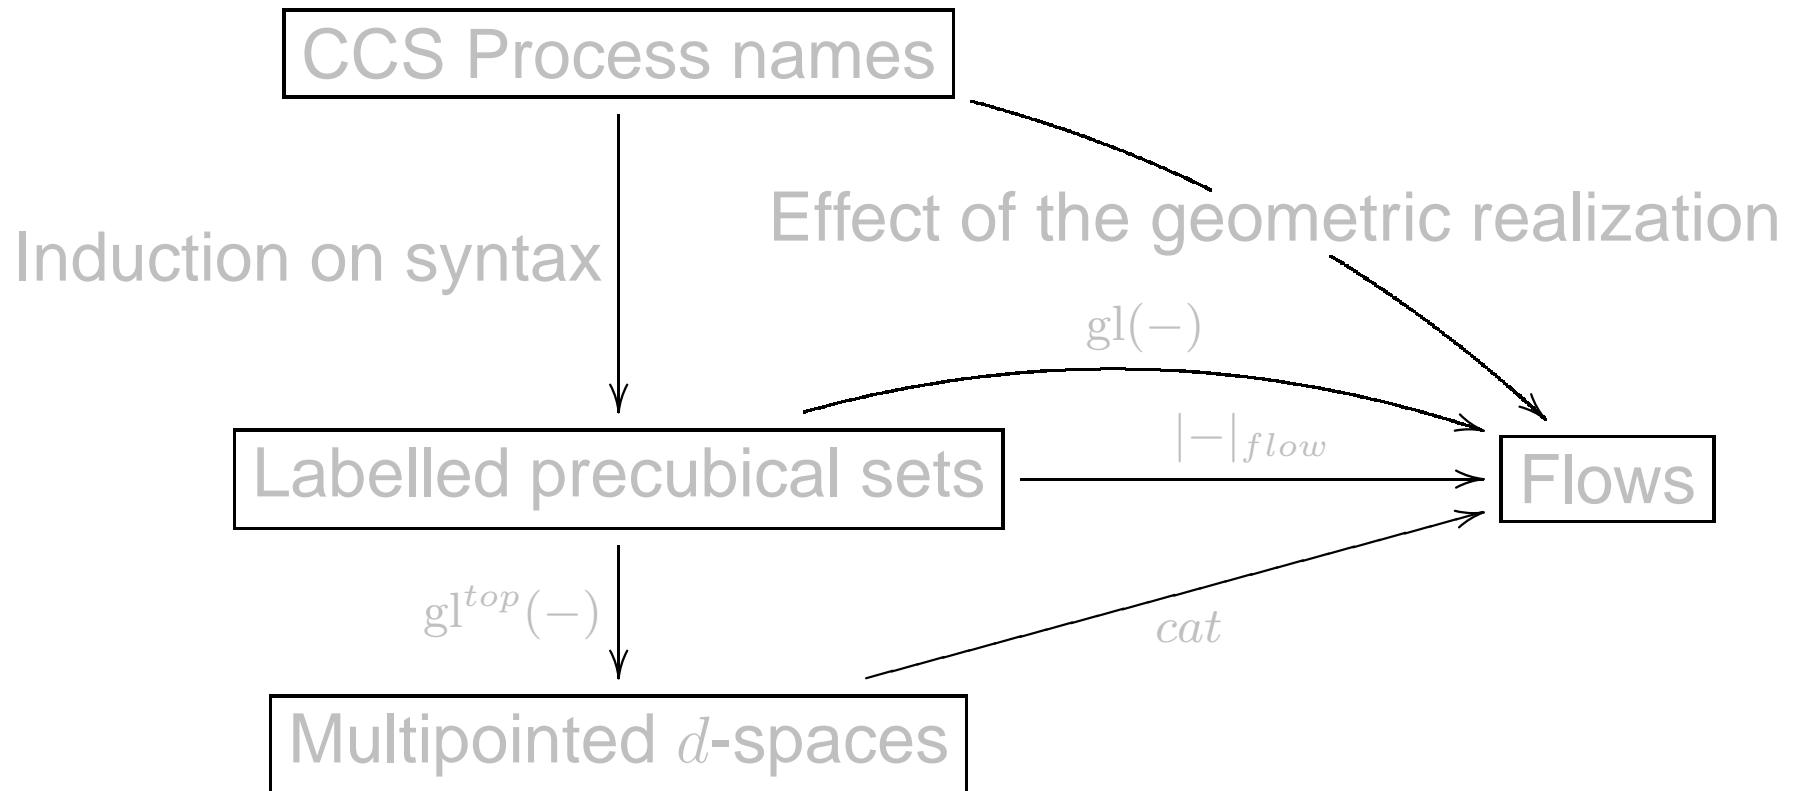 CCS Process names
Effect of the geometric realization
Induction on syntax
gl(−)
|−|flow
Labelled precubical sets
Flows
gl^top(−)
cat
Multipointed d-spaces